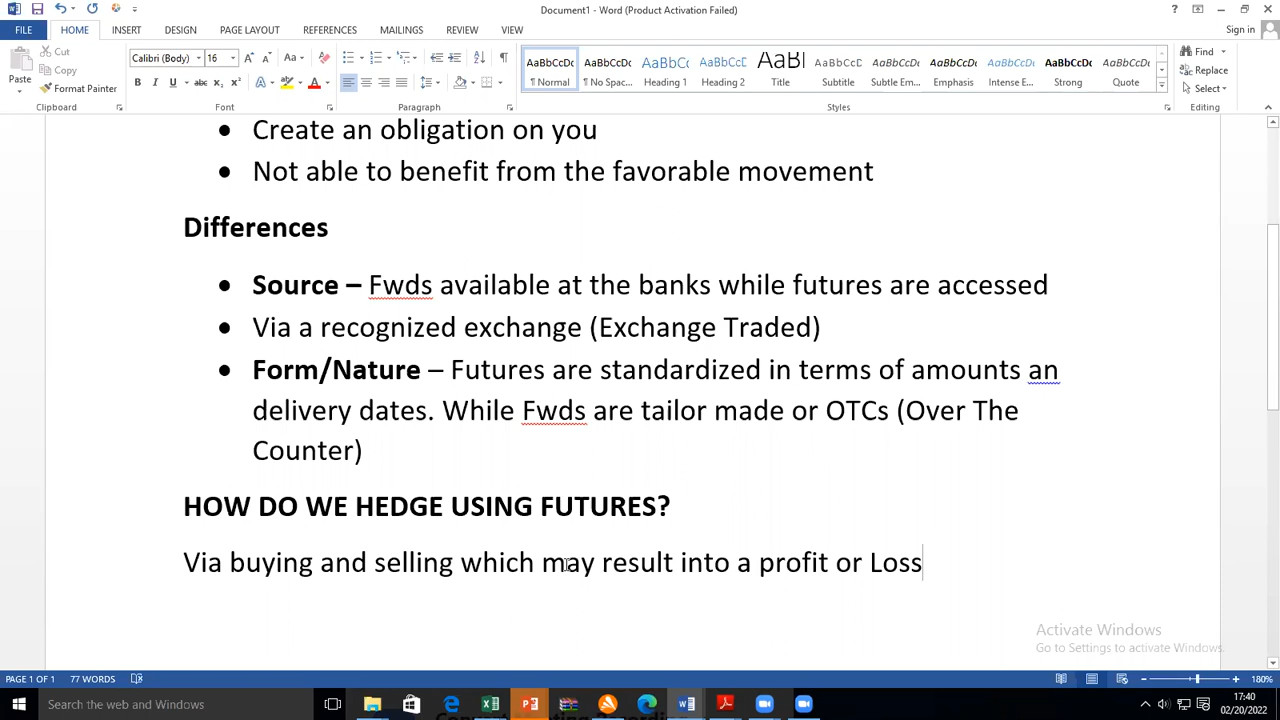 Document1 - Word (Product Activation Failed)
FILE HOME INSERT DESIGN PAGE LAYOUT REFERENCES MAILINGS REVIEW VIEW Sign in
Paste
Cut
Copy
Format Painter
Clipboard
Calibri (Body) 16
Font
Paragraph
AaBbCcDc AaBbCcDc AaBbCc AaBbCcD AaBl AaBbCcDc AaBbCcDc AaBbCcDc AaBbCcDc AaBbCcDc AaBbCcDc
¶ Normal ¶ No Spac... Heading 1 Heading 2 Title Subtitle Subtle Em... Emphasis Intense E... Strong Quote
Styles
Find
Replace
Select
Editing
• Create an obligation on you
• Not able to benefit from the favorable movement
Differences
• Source – Fwds available at the banks while futures are accessed
• Via a recognized exchange (Exchange Traded)
• Form/Nature – Futures are standardized in terms of amounts an
delivery dates. While Fwds are tailor made or OTCs (Over The
Counter)
HOW DO WE HEDGE USING FUTURES?
Via buying and selling which may result into a profit or Loss
Activate Windows
Go to Settings to activate Windows.
PAGE 1 OF 1 77 WORDS 180%
Search the web and Windows
17:40
02/20/2022